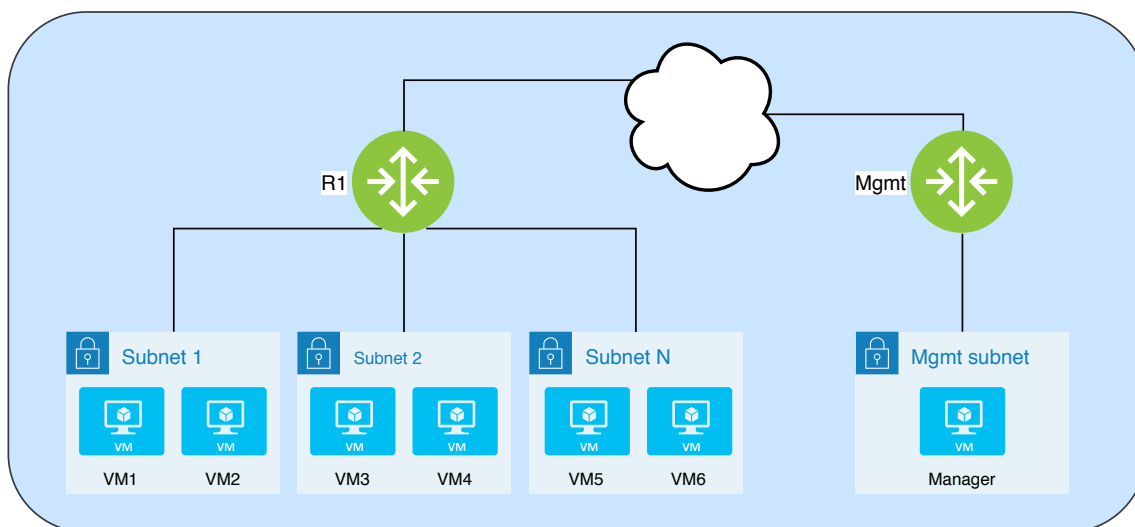 R1
Mgmt
Subnet 1
Subnet 2
Subnet N
Mgmt subnet
VM
VM
VM
VM
VM
VM
VM
VM1
VM2
VM3
VM4
VM5
VM6
Manager